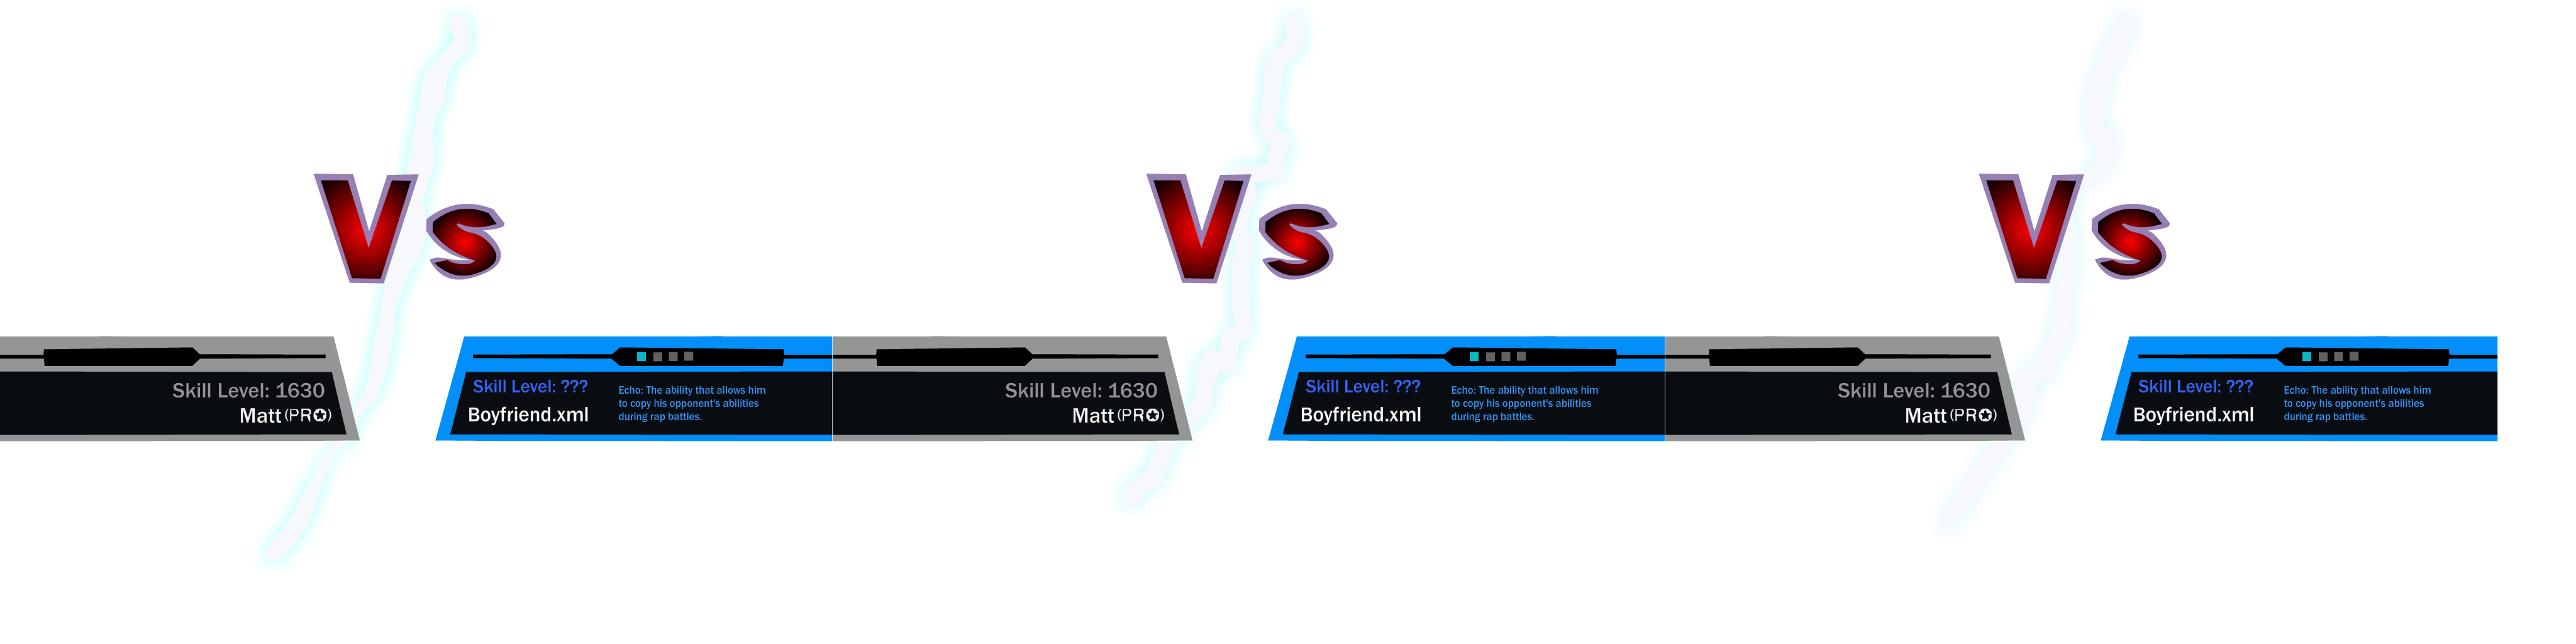 Vs
Skill Level: 1630
Matt (PR✪)
Skill Level: ???
Boyfriend.xml
Echo: The ability that allows him
to copy his opponent's abilities
during rap battles.
Vs
Skill Level: 1630
Matt (PR✪)
Skill Level: ???
Boyfriend.xml
Echo: The ability that allows him
to copy his opponent's abilities
during rap battles.
Vs
Skill Level: 1630
Matt (PR✪)
Skill Level: ???
Boyfriend.xml
Echo: The ability that allows him
to copy his opponent's abilities
during rap battles.